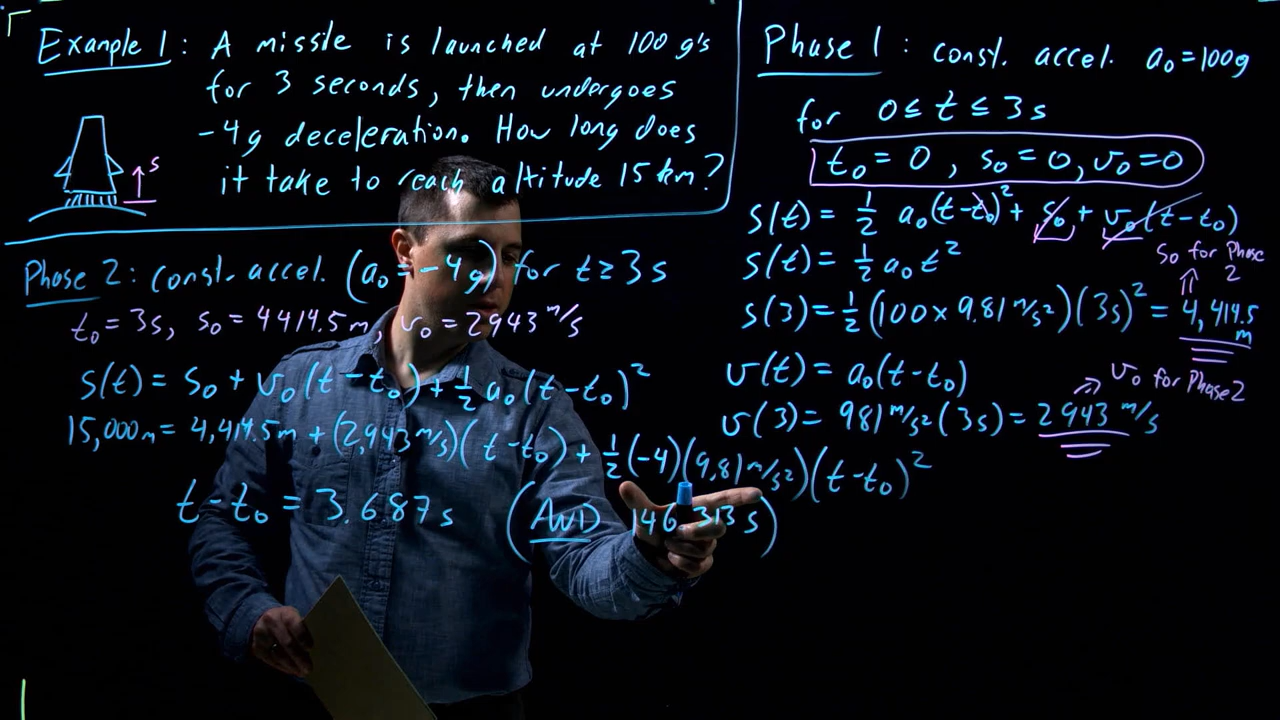 Example 1: A missile is launched at 100 g's
for 3 seconds, then undergoes
-4g deceleration. How long does
it take to reach altitude 15 km?
s
Phase 2: const. accel. (a₀ = -4g) for t ≥ 3s
t₀ = 3s, s₀ = 4414.5 m, v₀ = 2943 m/s
s(t) = s₀ + v₀(t - t₀) + ½ a₀(t - t₀)²
15,000m = 4,414.5m + (2,943 m/s)(t - t₀) + ½(-4)(9.81 m/s²)(t - t₀)²
t - t₀ = 3.687s (AND 146.313 s)
Phase 1: const. accel. a₀ = 100g
for 0 ≤ t ≤ 3s
t₀ = 0, s₀ = 0, v₀ = 0
s(t) = ½ a₀(t - t₀)² + s₀ + v₀(t - t₀)
s(t) = ½ a₀ t²
s₀ for Phase 2
s(3) = ½(100 × 9.81 m/s²)(3s)² = 4,414.5 m
v(t) = a₀(t - t₀)
v₀ for Phase 2
v(3) = 981 m/s² (3s) = 2943 m/s